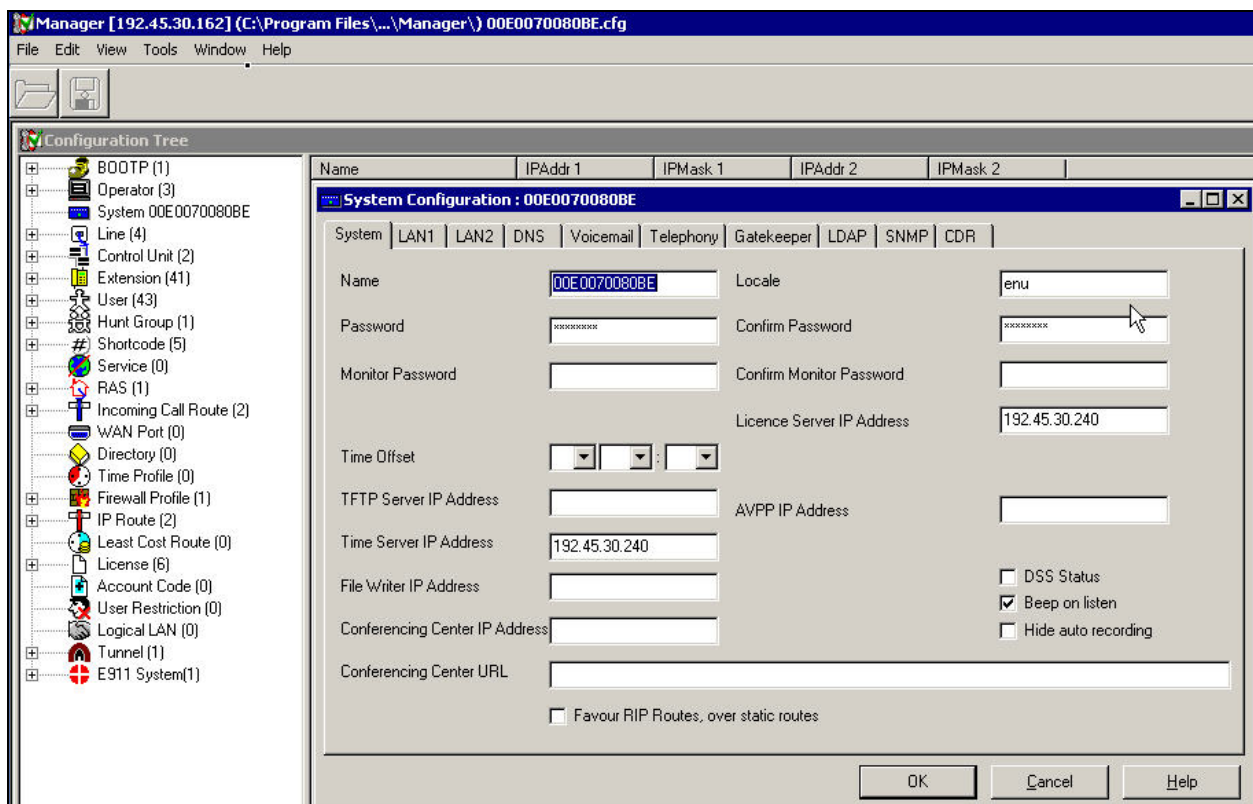 Manager [192.45.30.162] (C:\Program Files\...\Manager\) 00E0070080BE.cfg
File Edit View Tools Window Help
Configuration Tree
BOOTP (1)
Operator (3)
System 00E0070080BE
Line (4)
Control Unit (2)
Extension (41)
User (43)
Hunt Group (1)
Shortcode (5)
Service (0)
RAS (1)
Incoming Call Route (2)
WAN Port (0)
Directory (0)
Time Profile (0)
Firewall Profile (1)
IP Route (2)
Least Cost Route (0)
License (6)
Account Code (0)
User Restriction (0)
Logical LAN (0)
Tunnel (1)
E911 System(1)
Name IPAddr 1 IPMask 1 IPAddr 2 IPMask 2
System Configuration : 00E0070080BE
System LAN1 LAN2 DNS Voicemail Telephony Gatekeeper LDAP SNMP CDR
Name 00E0070080BE Locale enu
Password ******** Confirm Password ********
Monitor Password Confirm Monitor Password
Licence Server IP Address 192.45.30.240
Time Offset :
TFTP Server IP Address AVPP IP Address
Time Server IP Address 192.45.30.240
File Writer IP Address DSS Status
Beep on listen
Conferencing Center IP Address Hide auto recording
Conferencing Center URL
Favour RIP Routes, over static routes
OK Cancel Help